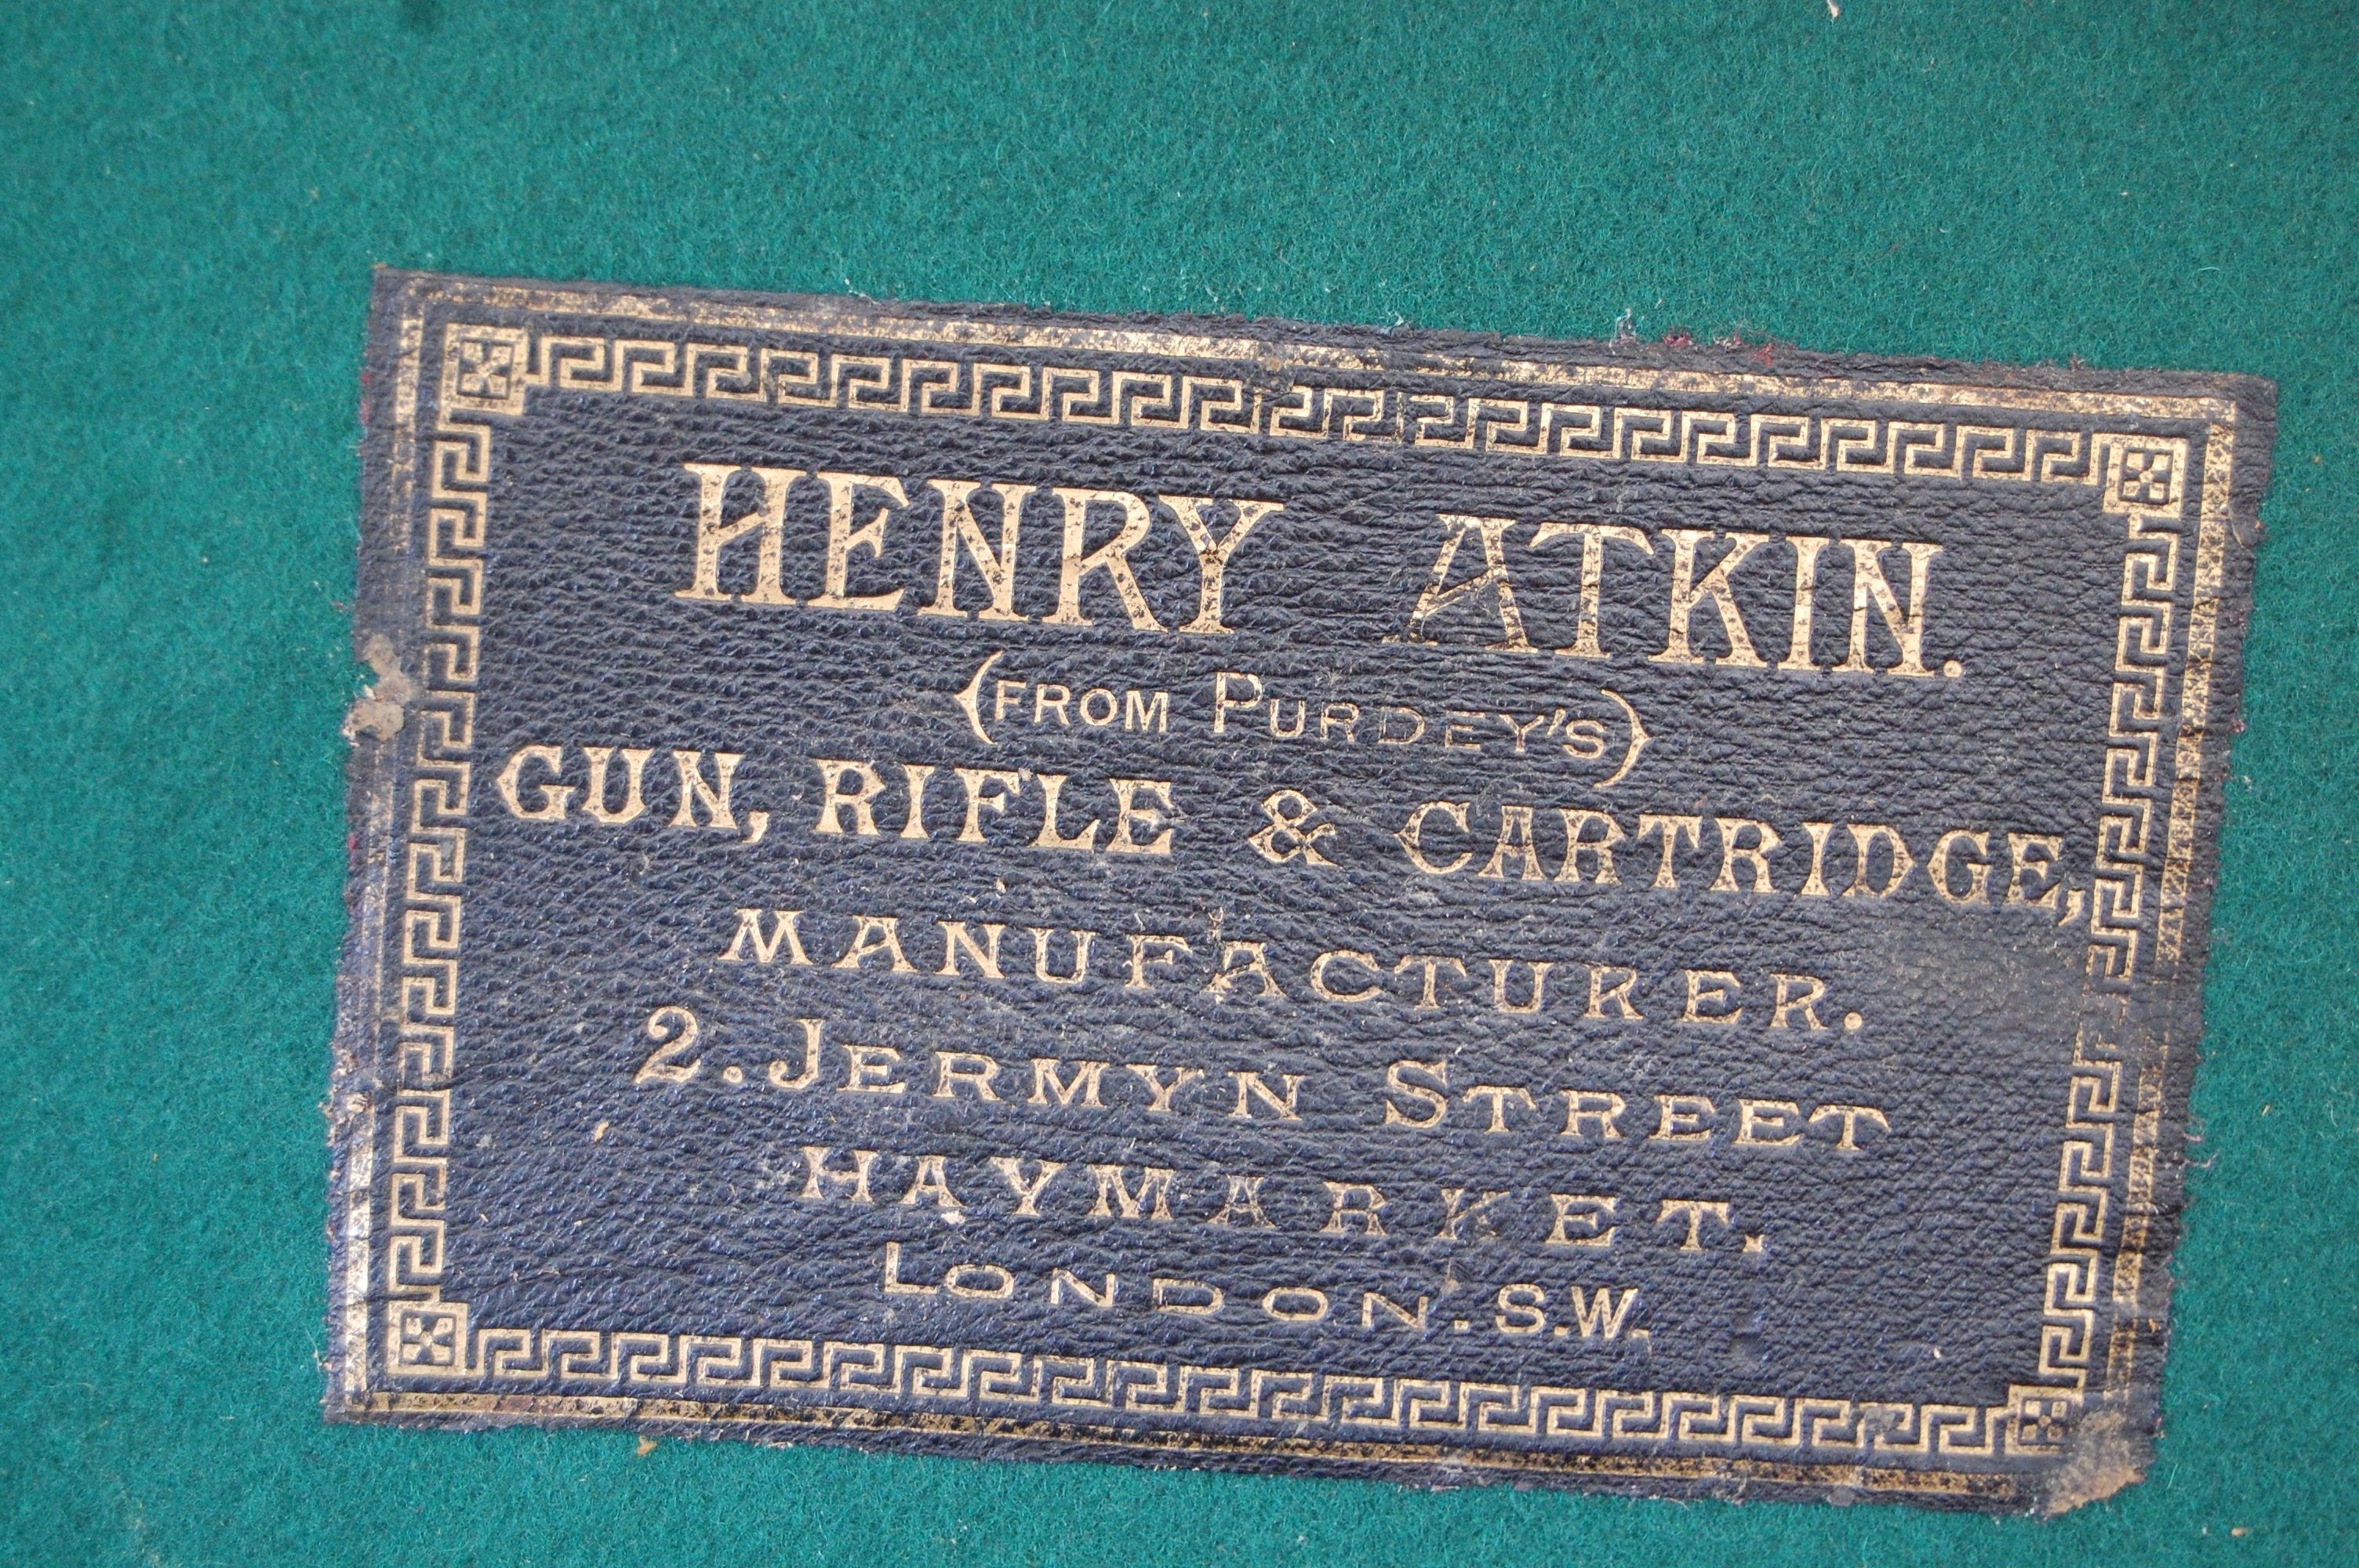 HENRY ATKIN.
(FROM PURDEY'S)
GUN, RIFLE & CARTRIDGE,
MANUFACTURER.
2. JERMYN STREET
HAYMARKET.
LONDON. S.W.